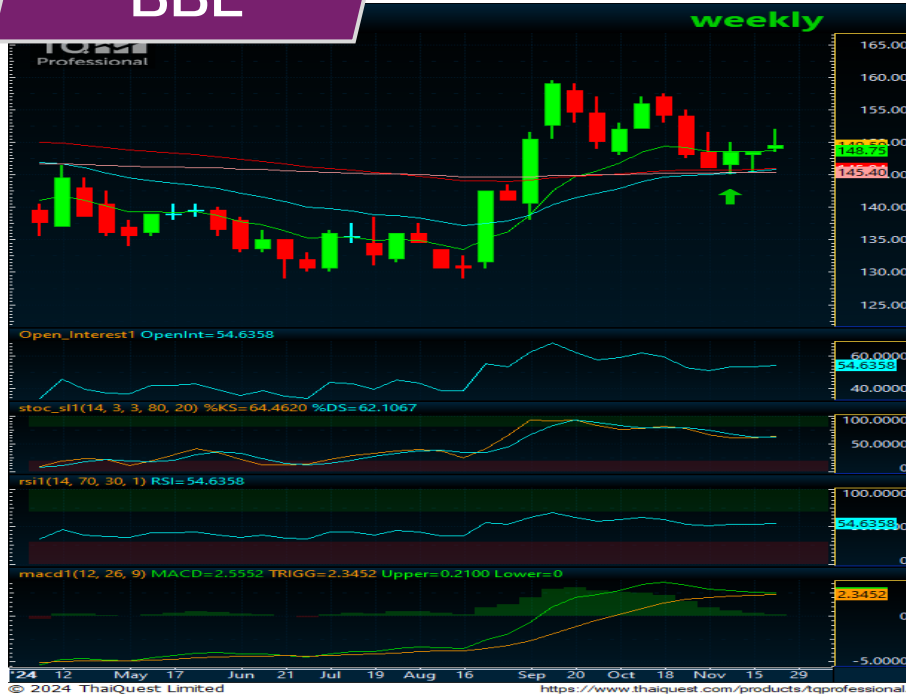 BBL
weekly
Professional
165.00
160.00
155.00
148.75
145.40
140.00
135.00
130.00
125.00
Open_Interest1 OpenInt=54.6358
60.0000
54.6358
40.0000
stoc_sl1(14, 3, 3, 80, 20) %KS=64.4620 %DS=62.1067
100.0000
50.0000
0
rsi1(14, 70, 30, 1) RSI=54.6358
100.0000
54.6358
0
macd1(12, 26, 9) MACD=2.5552 TRIGG=2.3452 Upper=0.2100 Lower=0
2.3452
0
-5.0000
'24 12 May 17 Jun 21 Jul 19 Aug 16 Sep 20 Oct 18 Nov 15 29
© 2024 ThaiQuest Limited https://www.thaiquest.com/products/tqprofessional